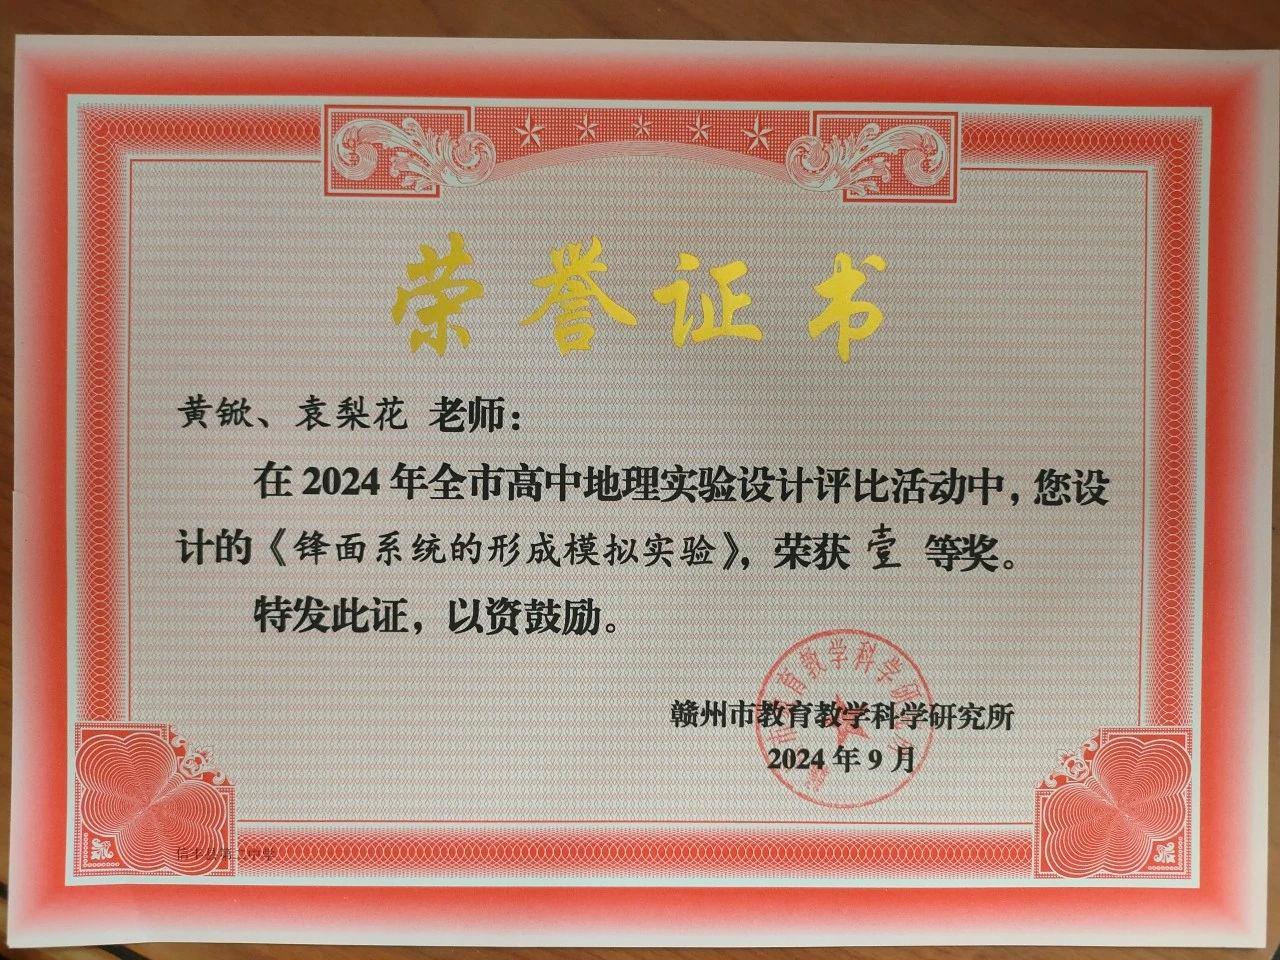 荣誉证书
黄锨、袁梨花 老师：
在2024年全市高中地理实验设计评比活动中，您设
计的《锋面系统的形成模拟实验》，荣获 壹 等奖。
特发此证，以资鼓励。
赣州市教育教学科学研究所
2024年9月